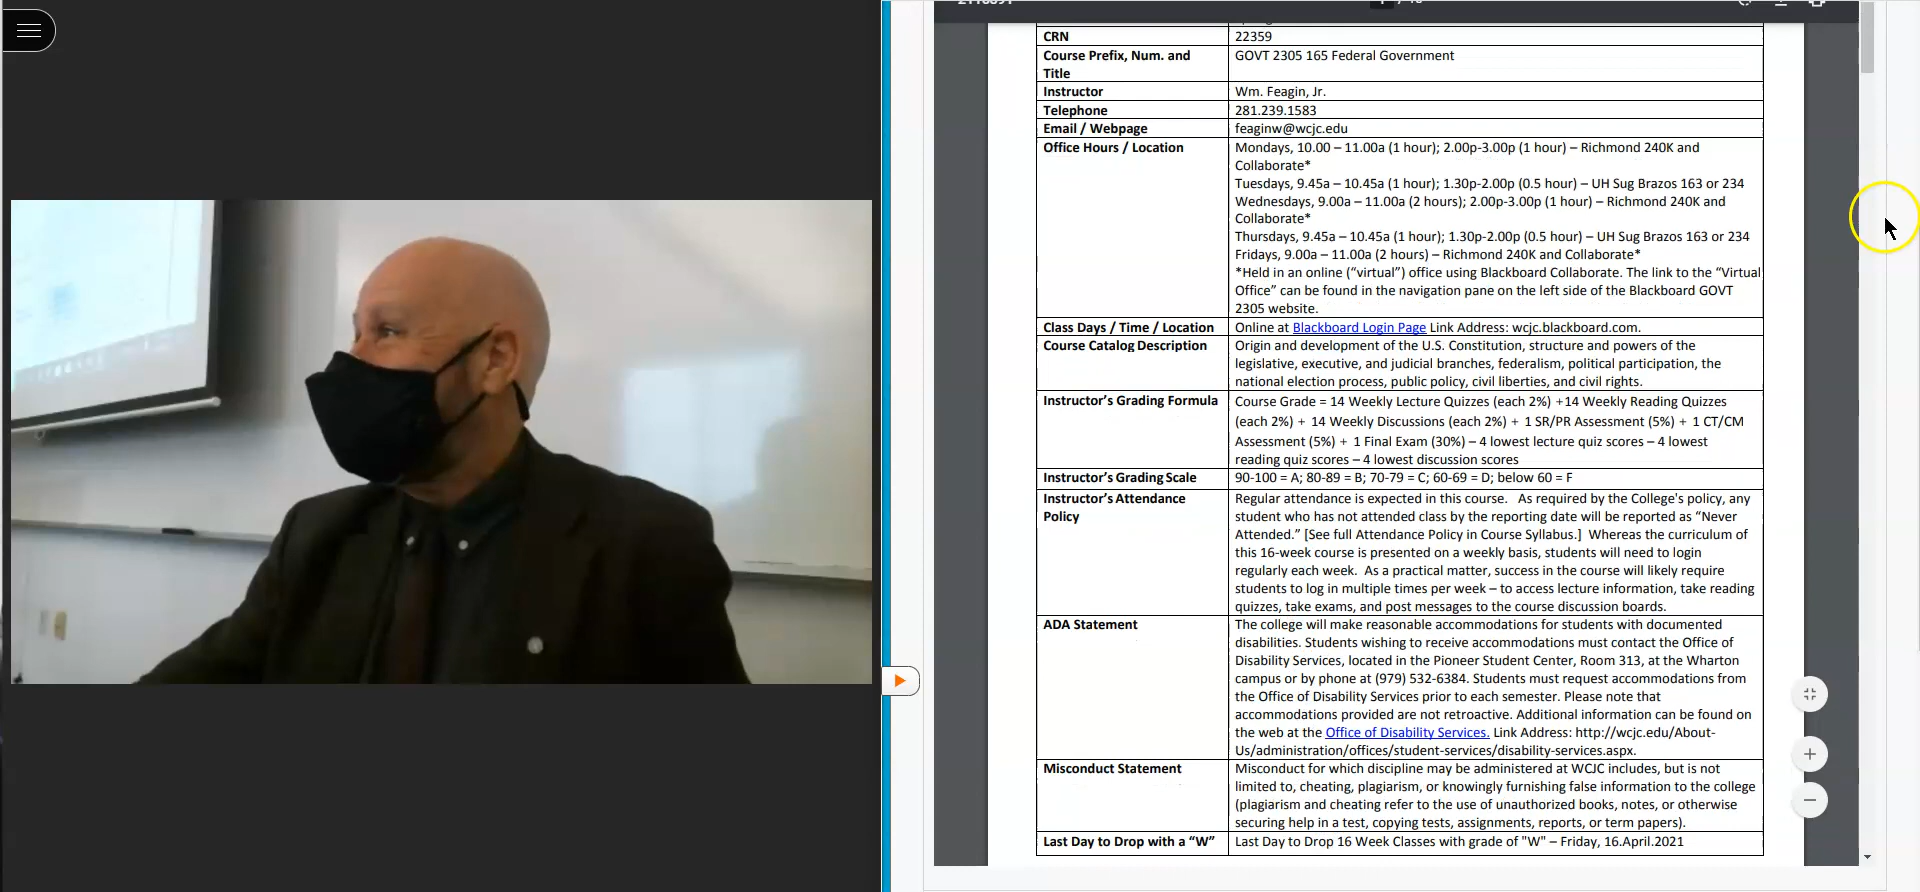 CRN
22359
Course Prefix, Num. and
Title
GOVT 2305 165 Federal Government
Instructor
Wm. Feagin, Jr.
Telephone
281.239.1583
Email / Webpage
feaginw@wcjc.edu
Office Hours / Location
Mondays, 10.00 – 11.00a (1 hour); 2.00p-3.00p (1 hour) – Richmond 240K and
Collaborate*
Tuesdays, 9.45a – 10.45a (1 hour); 1.30p-2.00p (0.5 hour) – UH Sug Brazos 163 or 234
Wednesdays, 9.00a – 11.00a (2 hours); 2.00p-3.00p (1 hour) – Richmond 240K and
Collaborate*
Thursdays, 9.45a – 10.45a (1 hour); 1.30p-2.00p (0.5 hour) – UH Sug Brazos 163 or 234
Fridays, 9.00a – 11.00a (2 hours) – Richmond 240K and Collaborate*
*Held in an online (“virtual”) office using Blackboard Collaborate. The link to the “Virtual
Office” can be found in the navigation pane on the left side of the Blackboard GOVT
2305 website.
Class Days / Time / Location
Online at Blackboard Login Page Link Address: wcjc.blackboard.com.
Course Catalog Description
Origin and development of the U.S. Constitution, structure and powers of the
legislative, executive, and judicial branches, federalism, political participation, the
national election process, public policy, civil liberties, and civil rights.
Instructor’s Grading Formula
Course Grade = 14 Weekly Lecture Quizzes (each 2%) +14 Weekly Reading Quizzes
(each 2%) + 14 Weekly Discussions (each 2%) + 1 SR/PR Assessment (5%) + 1 CT/CM
Assessment (5%) + 1 Final Exam (30%) – 4 lowest lecture quiz scores – 4 lowest
reading quiz scores – 4 lowest discussion scores
Instructor’s Grading Scale
90-100 = A; 80-89 = B; 70-79 = C; 60-69 = D; below 60 = F
Instructor’s Attendance
Policy
Regular attendance is expected in this course. As required by the College's policy, any
student who has not attended class by the reporting date will be reported as “Never
Attended.” [See full Attendance Policy in Course Syllabus.] Whereas the curriculum of
this 16-week course is presented on a weekly basis, students will need to login
regularly each week. As a practical matter, success in the course will likely require
students to log in multiple times per week – to access lecture information, take reading
quizzes, take exams, and post messages to the course discussion boards.
ADA Statement
The college will make reasonable accommodations for students with documented
disabilities. Students wishing to receive accommodations must contact the Office of
Disability Services, located in the Pioneer Student Center, Room 313, at the Wharton
campus or by phone at (979) 532-6384. Students must request accommodations from
the Office of Disability Services prior to each semester. Please note that
accommodations provided are not retroactive. Additional information can be found on
the web at the Office of Disability Services. Link Address: http://wcjc.edu/About-
Us/administration/offices/student-services/disability-services.aspx.
Misconduct Statement
Misconduct for which discipline may be administered at WCJC includes, but is not
limited to, cheating, plagiarism, or knowingly furnishing false information to the college
(plagiarism and cheating refer to the use of unauthorized books, notes, or otherwise
securing help in a test, copying tests, assignments, reports, or term papers).
Last Day to Drop with a “W”
Last Day to Drop 16 Week Classes with grade of "W" – Friday, 16.April.2021